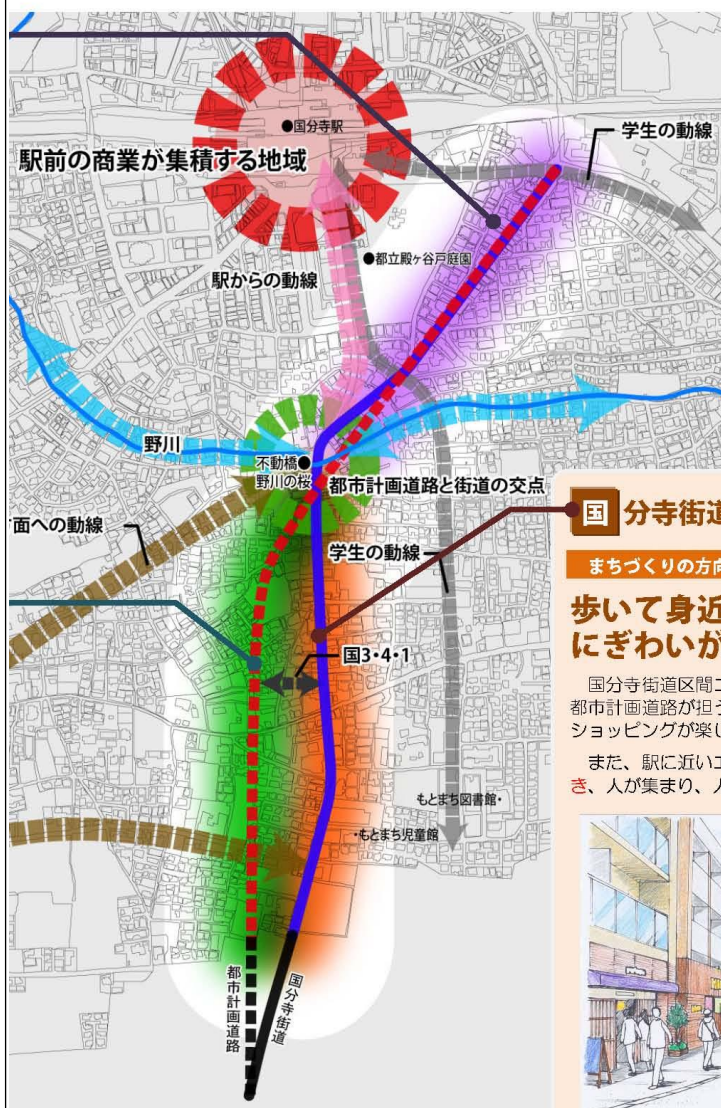 ●国分寺駅
学生の動線
駅前の商業が集積する地域
●都立殿ヶ谷戸庭園
駅からの動線
野川
不動橋●
野川の桜
都市計画道路と街道の交点
面への動線
学生の動線
国3・4・1
もとまち図書館・
・もとまち児童館
都市計画道路
国分寺街道
国分寺街道
まちづくりの方向
歩いて身近
にぎわいが
国分寺街道区間コ
都市計画道路が担う
ショッピングが楽し
また、駅に近いエ
き、人が集まり、人